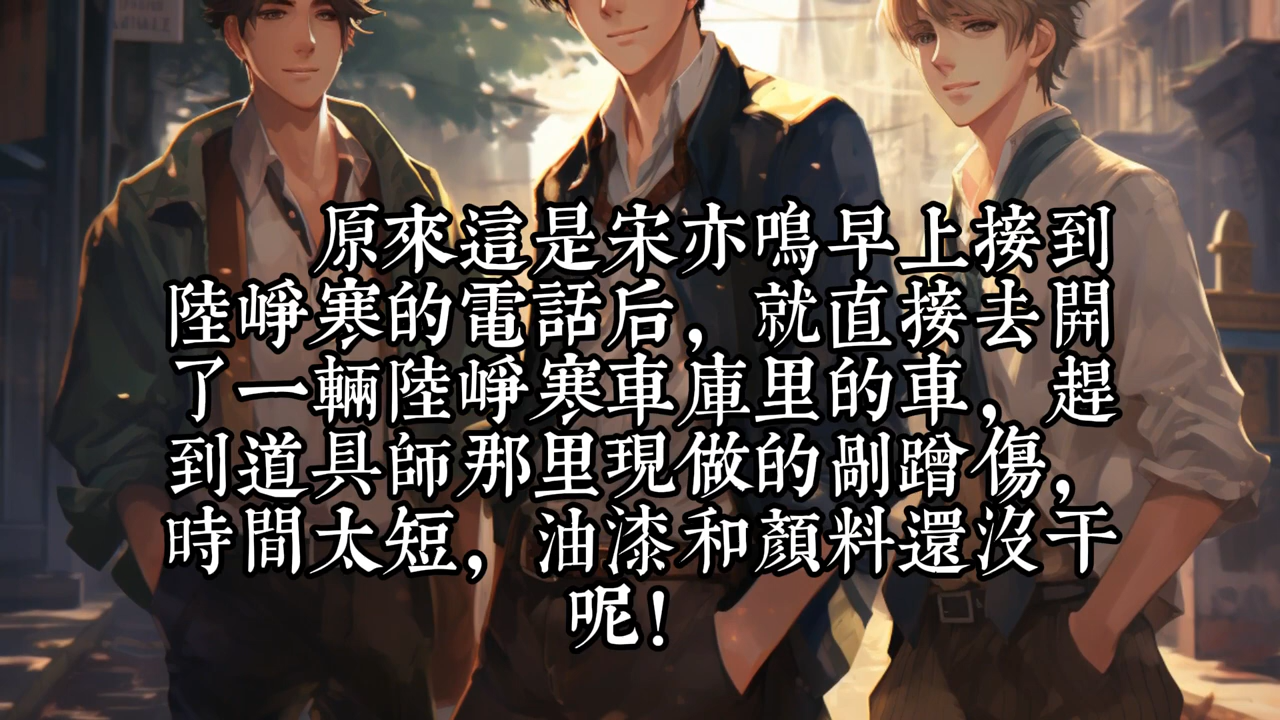 原來這是宋亦鳴早上接到
陸崢寒的電話后，就直接去開
了一輛陸崢寒車庫里的車，趕
到道具師那里現做的剮蹭傷，
時間太短，油漆和顏料還沒干
呢！